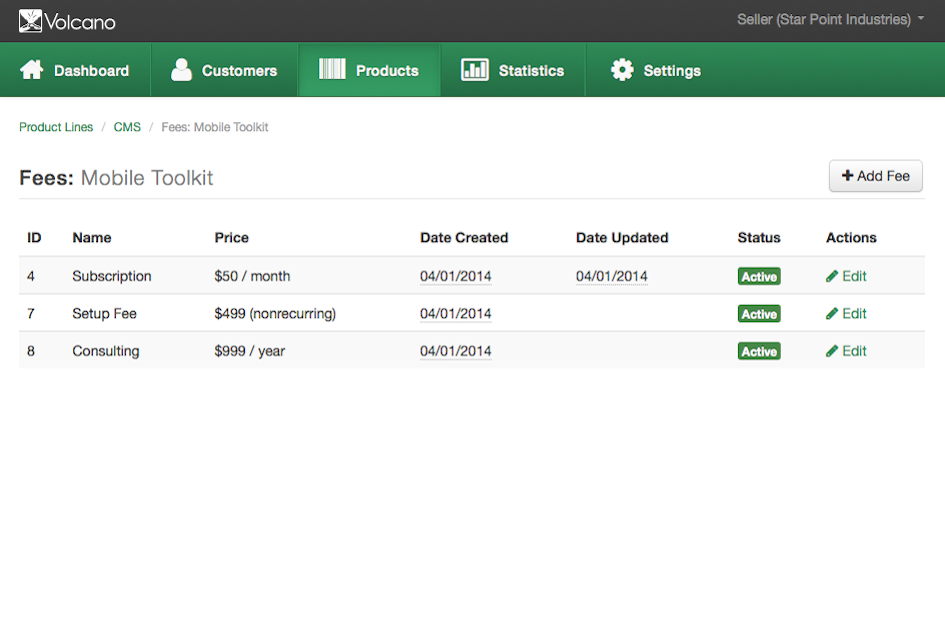 Volcano Seller (Star Point Industries)
Dashboard Customers Products Statistics Settings
Product Lines / CMS / Fees: Mobile Toolkit
Fees: Mobile Toolkit + Add Fee
ID Name Price Date Created Date Updated Status Actions
4 Subscription $50 / month 04/01/2014 04/01/2014 Active Edit
7 Setup Fee $499 (nonrecurring) 04/01/2014 Active Edit
8 Consulting $999 / year 04/01/2014 Active Edit